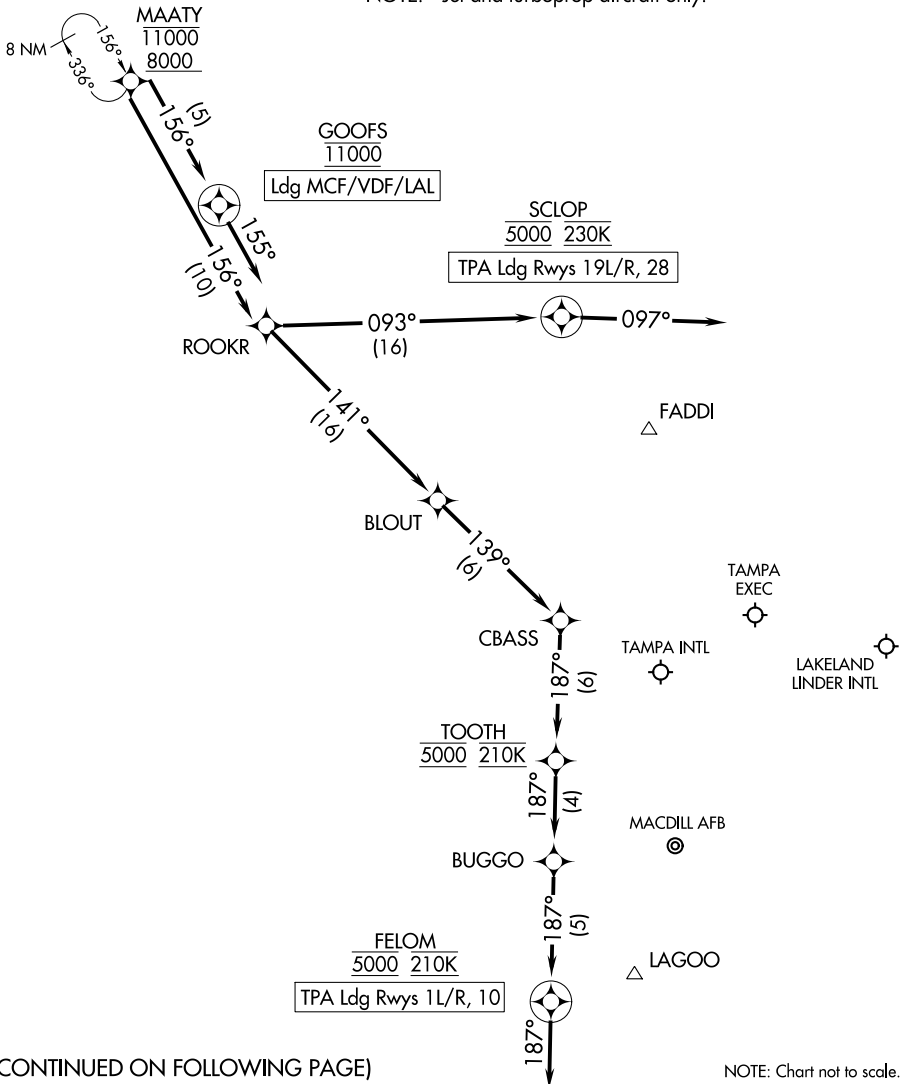 NOTE: Jet and turboprop aircraft only.
MAATY
11000
8000
8 NM
156°
336°
(5)
156°
GOOFS
11000
Ldg MCF/VDF/LAL
155°
156°
(10)
SCLOP
5000 230K
TPA Ldg Rwys 19L/R, 28
093°
(16)
097°
ROOKR
141°
(16)
FADDI
BLOUT
139°
(6)
TAMPA
EXEC
CBASS
TAMPA INTL
LAKELAND
LINDER INTL
187°
(6)
TOOTH
5000 210K
187°
(4)
MACDILL AFB
BUGGO
187°
(5)
FELOM
5000 210K
TPA Ldg Rwys 1L/R, 10
LAGOO
187°
(CONTINUED ON FOLLOWING PAGE)
NOTE: Chart not to scale.